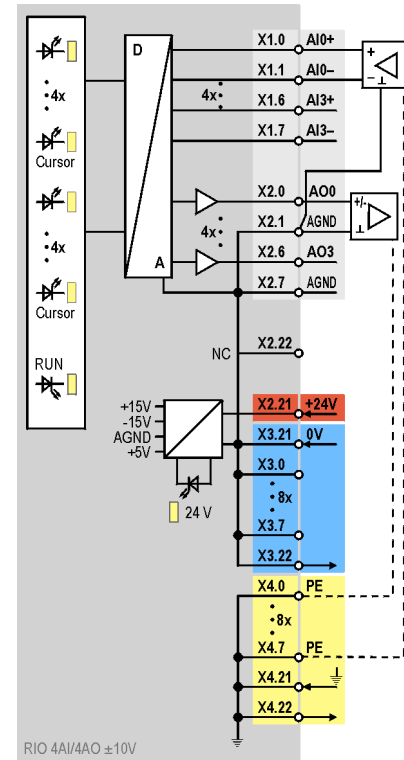 D
X1.0 AI0+
+
4x
X1.1 AI0–
–
4x
X1.6 AI3+
Cursor
X1.7 AI3–
X2.0 AO0
+/-
X2.1 AGND
4x
4x
X2.6 AO3
A
X2.7 AGND
Cursor
NC
X2.22
RUN
+15V
X2.21 +24V
-15V
AGND
X3.21 0V
+5V
X3.0
8x
24 V
X3.7
X3.22
X4.0 PE
8x
X4.7 PE
X4.21
X4.22
RIO 4AI/4AO ±10V